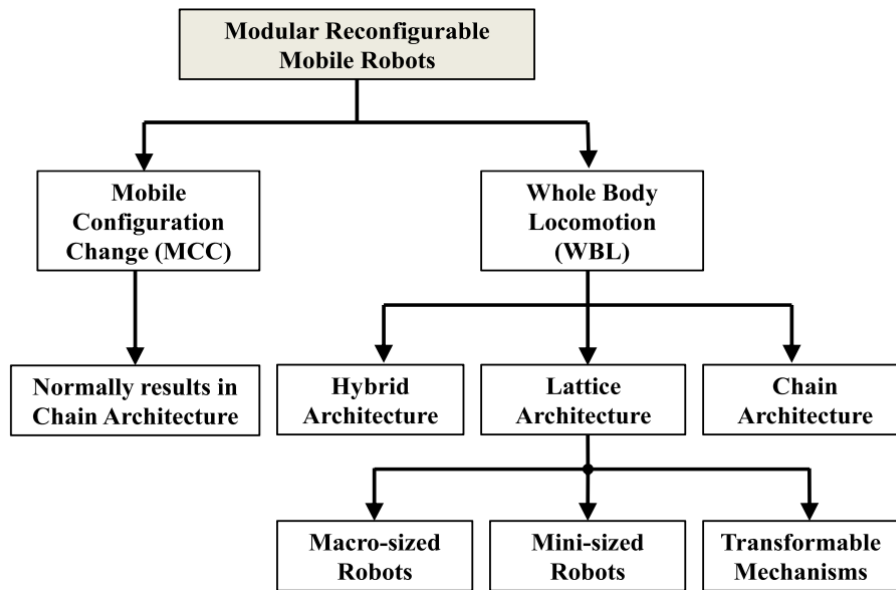 Modular Reconfigurable
Mobile Robots
Mobile
Configuration
Change (MCC)
Whole Body
Locomotion
(WBL)
Normally results in
Chain Architecture
Hybrid
Architecture
Lattice
Architecture
Chain
Architecture
Macro-sized
Robots
Mini-sized
Robots
Transformable
Mechanisms